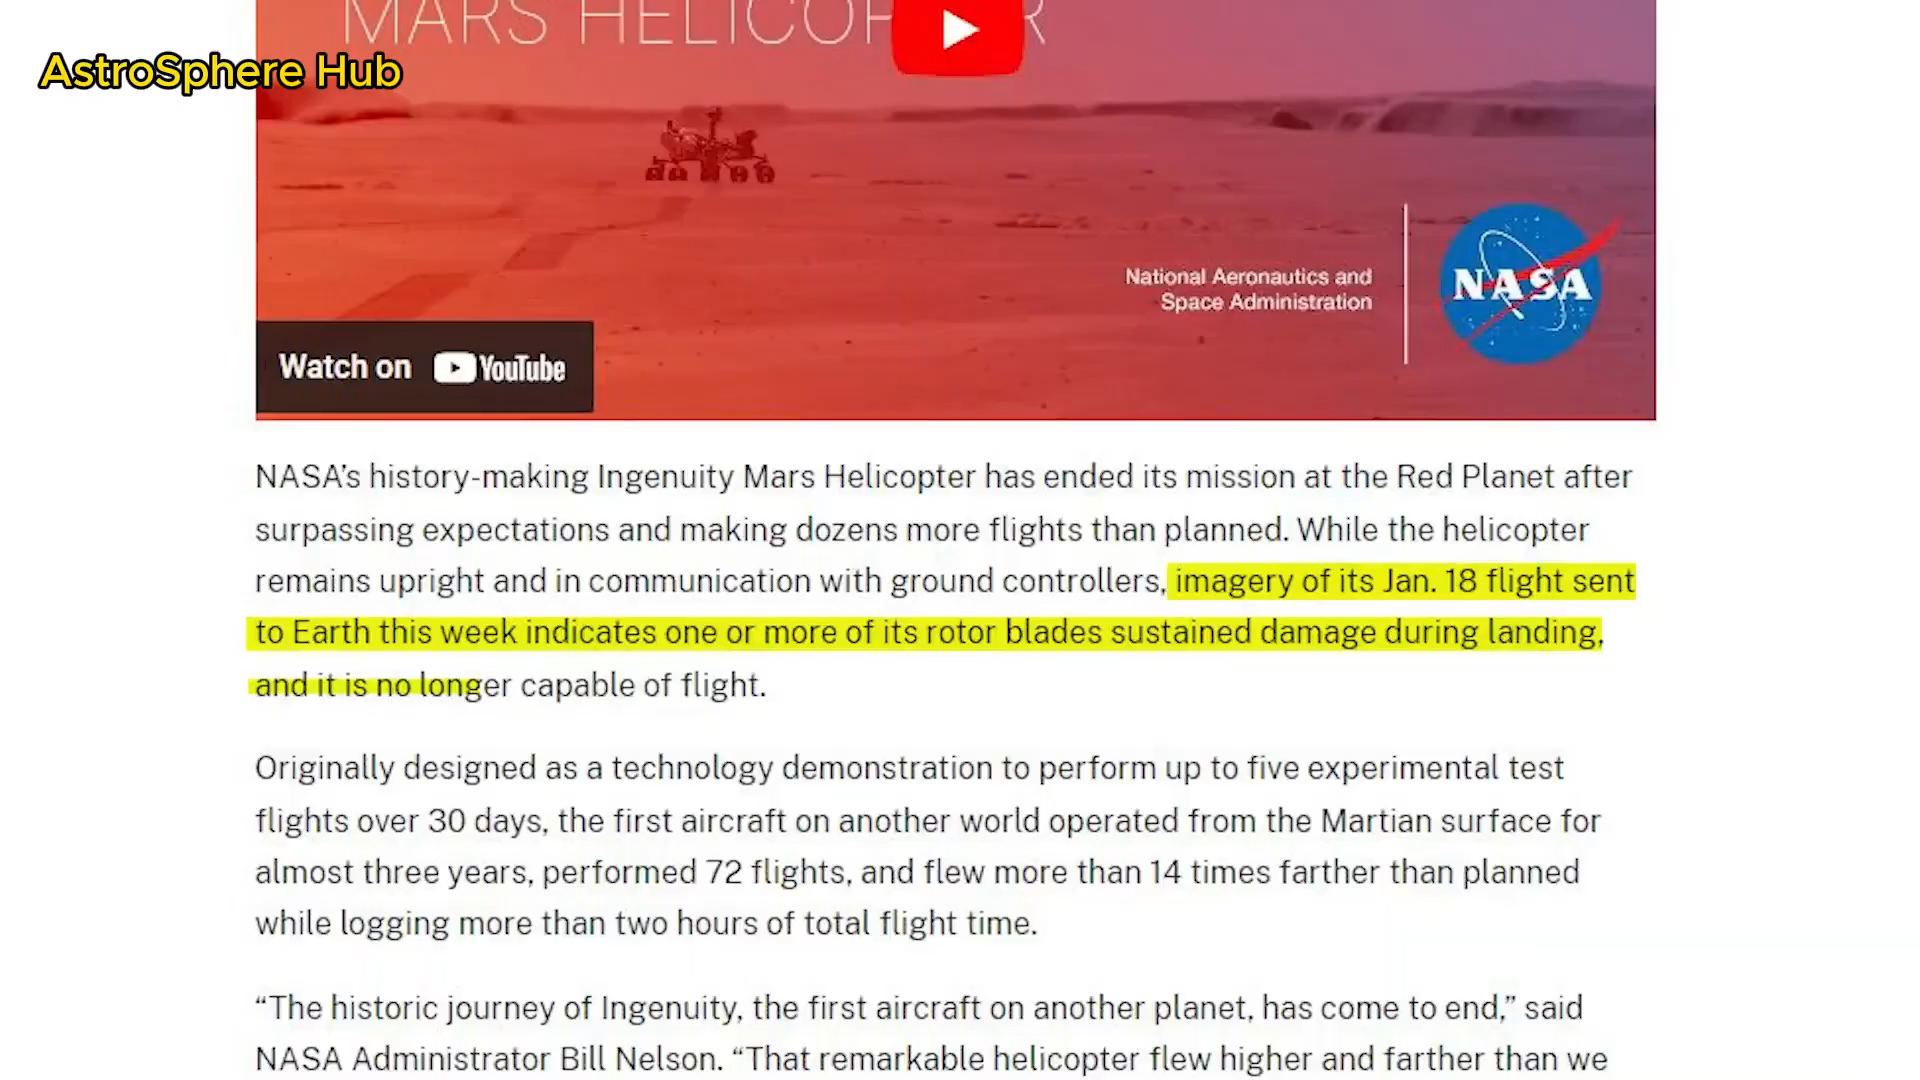 MARS HELICOPTER
AstroSphere Hub
National Aeronautics and
Space Administration
NASA
Watch on YouTube
NASA’s history-making Ingenuity Mars Helicopter has ended its mission at the Red Planet after
surpassing expectations and making dozens more flights than planned. While the helicopter
remains upright and in communication with ground controllers, imagery of its Jan. 18 flight sent
to Earth this week indicates one or more of its rotor blades sustained damage during landing,
and it is no longer capable of flight.
Originally designed as a technology demonstration to perform up to five experimental test
flights over 30 days, the first aircraft on another world operated from the Martian surface for
almost three years, performed 72 flights, and flew more than 14 times farther than planned
while logging more than two hours of total flight time.
“The historic journey of Ingenuity, the first aircraft on another planet, has come to end,” said
NASA Administrator Bill Nelson. “That remarkable helicopter flew higher and farther than we